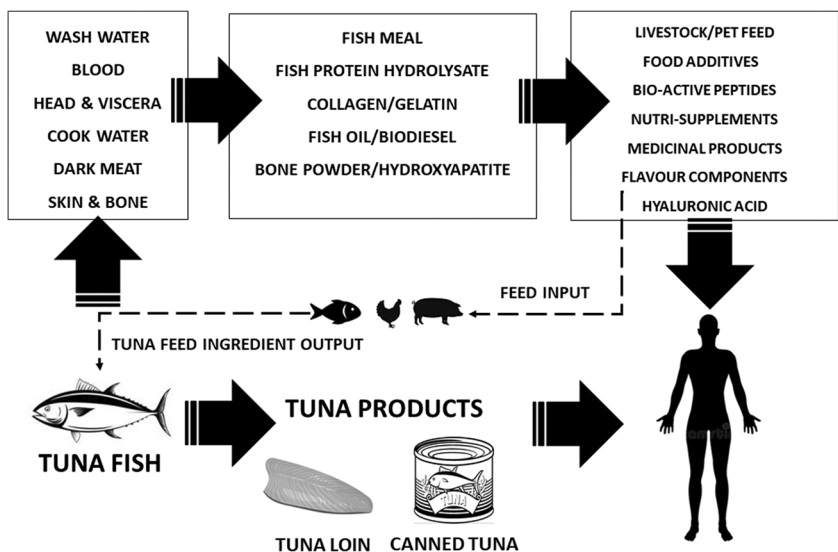 WASH WATER
BLOOD
HEAD & VISCERA
COOK WATER
DARK MEAT
SKIN & BONE
FISH MEAL
FISH PROTEIN HYDROLYSATE
COLLAGEN/GELATIN
FISH OIL/BIODIESEL
BONE POWDER/HYDROXYAPATITE
LIVESTOCK/PET FEED
FOOD ADDITIVES
BIO-ACTIVE PEPTIDES
NUTRI-SUPPLEMENTS
MEDICINAL PRODUCTS
FLAVOUR COMPONENTS
HYALURONIC ACID
FEED INPUT
TUNA FEED INGREDIENT OUTPUT
TUNA FISH
TUNA PRODUCTS
TUNA
TUNA LOIN
CANNED TUNA